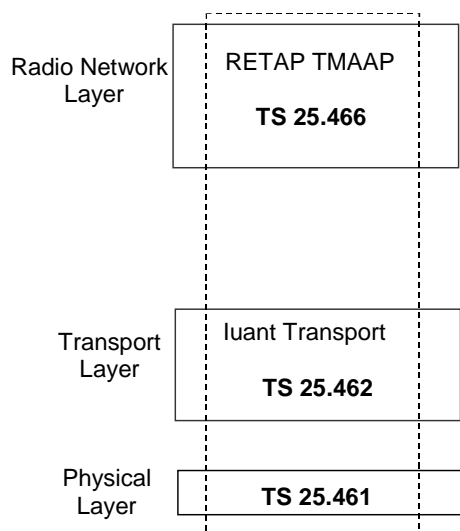 Radio Network
Layer
RETAP TMAAP
TS 25.466
Transport
Layer
Iuant Transport
TS 25.462
Physical
Layer
TS 25.461